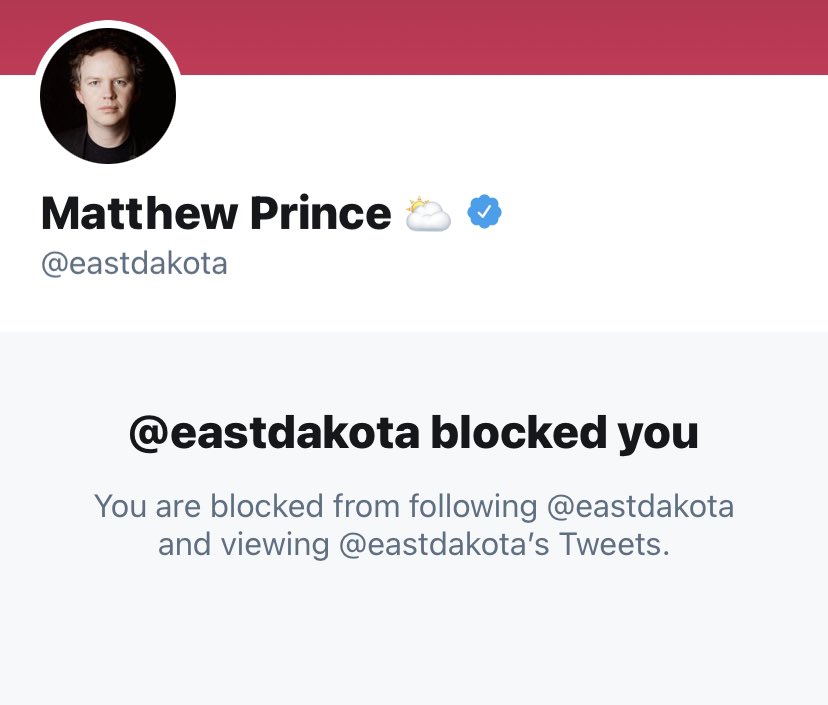 Matthew Prince ⛅
@eastdakota
@eastdakota blocked you
You are blocked from following @eastdakota
and viewing @eastdakota’s Tweets.